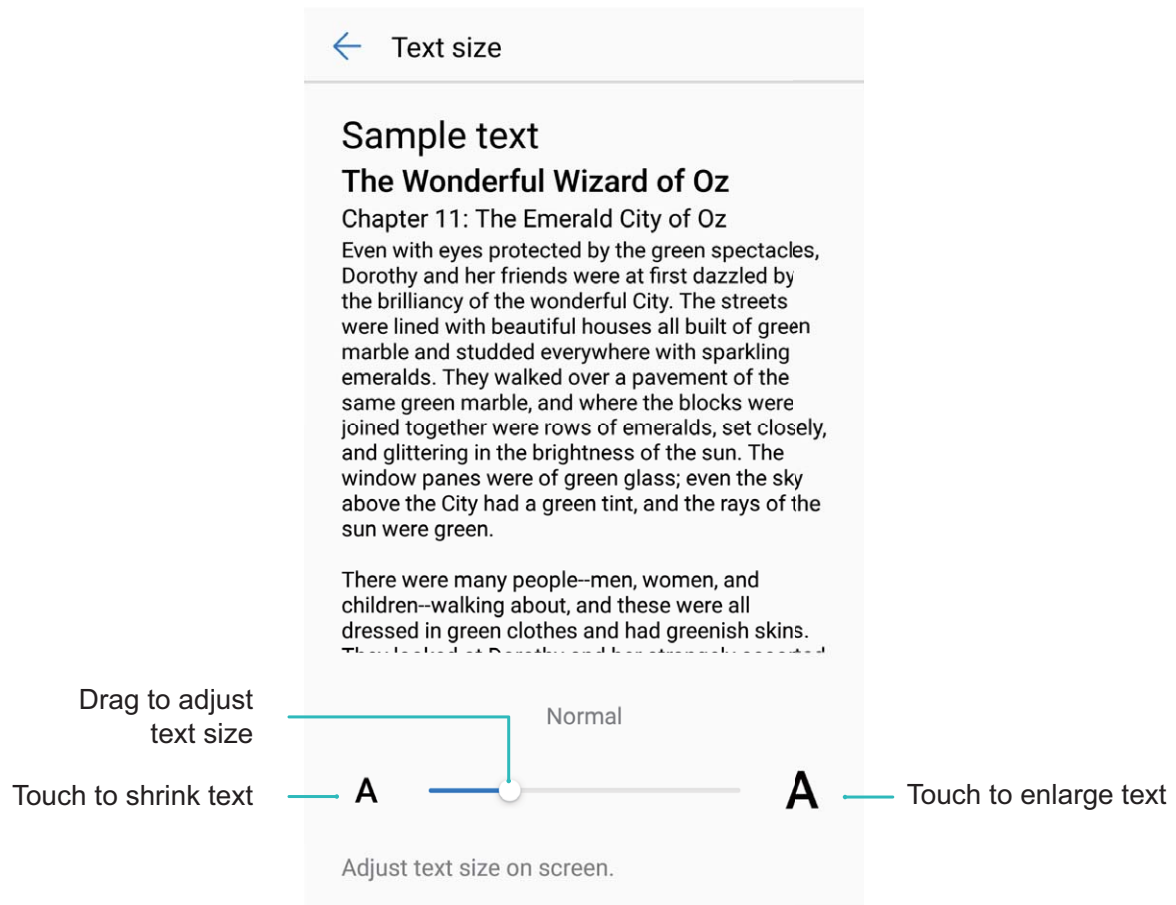 Text size
Sample text
The Wonderful Wizard of Oz
Chapter 11: The Emerald City of Oz
Even with eyes protected by the green spectacles,
Dorothy and her friends were at first dazzled by
the brilliancy of the wonderful City. The streets
were lined with beautiful houses all built of green
marble and studded everywhere with sparkling
emeralds. They walked over a pavement of the
same green marble, and where the blocks were
joined together were rows of emeralds, set closely,
and glittering in the brightness of the sun. The
window panes were of green glass; even the sky
above the City had a green tint, and the rays of the
sun were green.
There were many people--men, women, and
children--walking about, and these were all
dressed in green clothes and had greenish skins.
They looked at Dorothy and her strangely assorted
Drag to adjust
text size
Normal
Touch to shrink text
A
A
Touch to enlarge text
Adjust text size on screen.